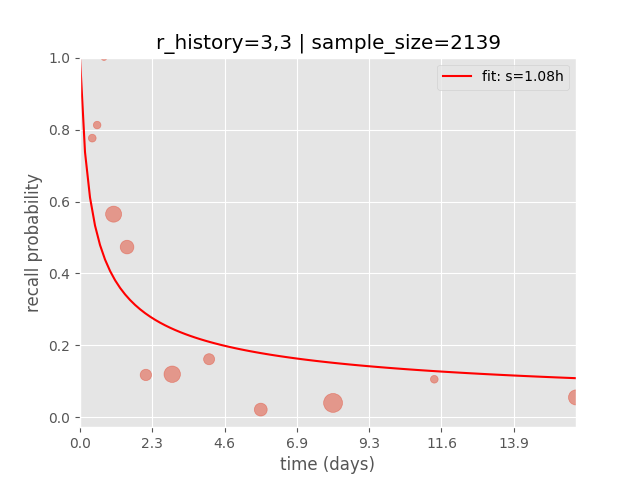 r_history=3,3 | sample_size=2139
1.0
fit: s=1.08h
0.8
0.6
0.4
0.2
0.0
recall probability
0.0 2.3 4.6 6.9 9.3 11.6 13.9
time (days)